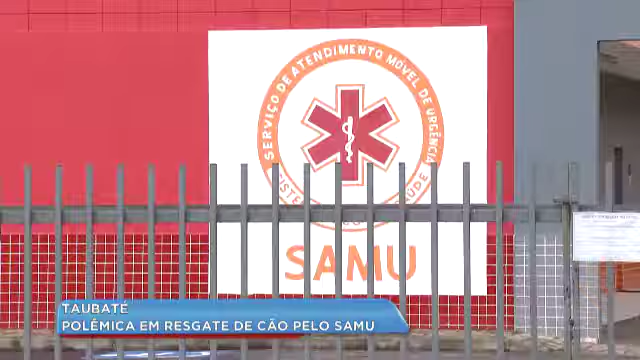 SERVIÇO DE ATENDIMENTO MÓVEL DE URGÊNCIA
SAMU
TAUBATÉ
POLÊMICA EM RESGATE DE CÃO PELO SAMU